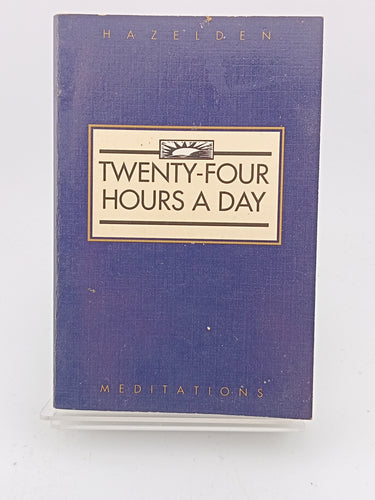 HAZELDEN
TWENTY-FOUR
HOURS A DAY
MEDITATIONS